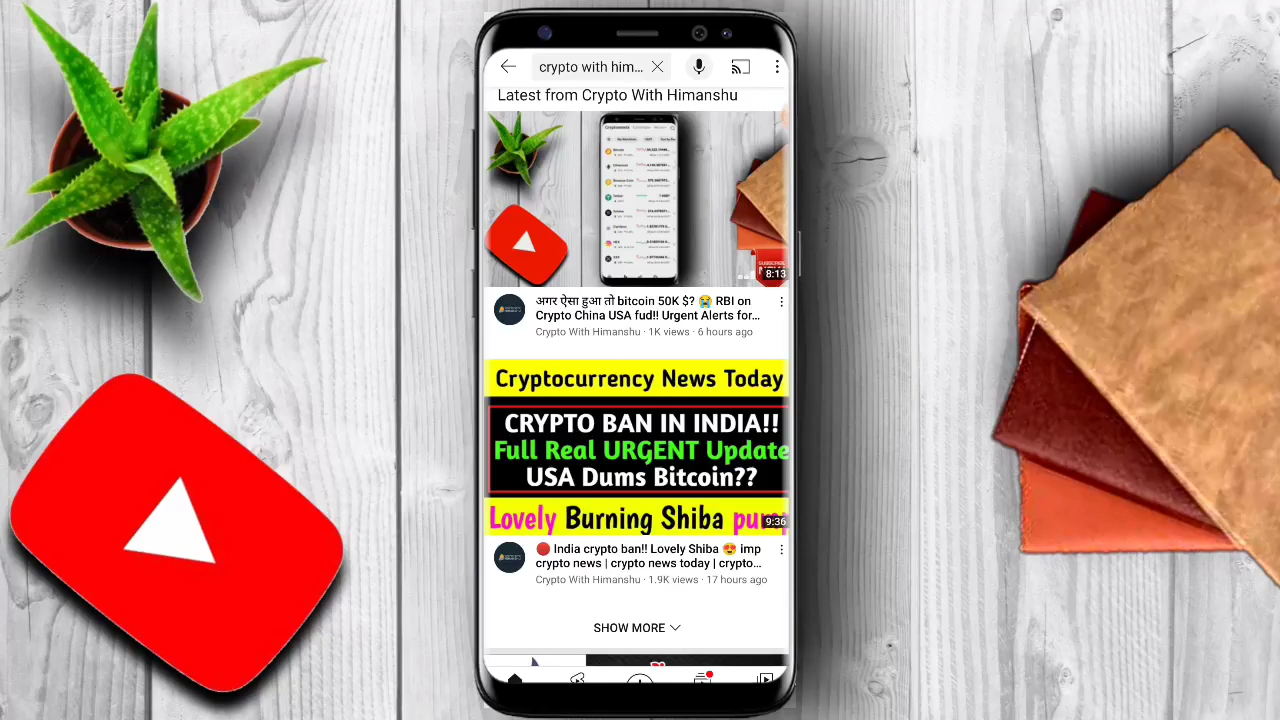 crypto with him...
Latest from Crypto With Himanshu
8:13
अगर ऐसा हुआ तो bitcoin 50K $? 😭 RBI on
Crypto China USA fud!! Urgent Alerts for...
Crypto With Himanshu · 1K views · 6 hours ago
Cryptocurrency News Today
CRYPTO BAN IN INDIA!!
Full Real URGENT Update
USA Dums Bitcoin??
Lovely Burning Shiba pump
9:36
🔴 India crypto ban!! Lovely Shiba 😍 imp
crypto news | crypto news today | crypto...
Crypto With Himanshu · 1.9K views · 17 hours ago
SHOW MORE